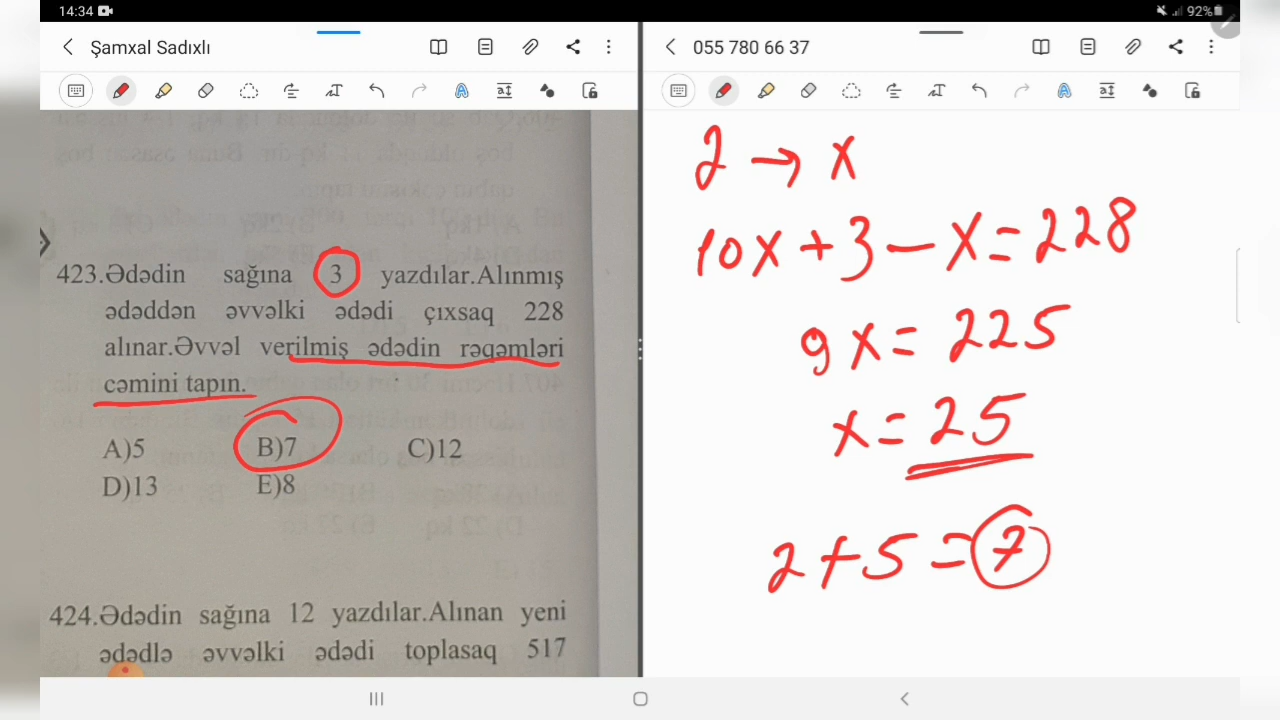 14:34
92%
Şamxal Sadıxlı
423.Ədədin sağına 3 yazdılar.Alınmış
ədəddən əvvəlki ədədi çıxsaq 228
alınar.Əvvəl verilmiş ədədin rəqəmləri
cəmini tapın.
A)5 B)7 C)12
D)13 E)8
424.Ədədin sağına 12 yazdılar.Alınan yeni
ədədlə əvvəlki ədədi toplasaq 517
055 780 66 37
2 → x
10x + 3 − x = 228
9x = 225
x = 25
2 + 5 = 7